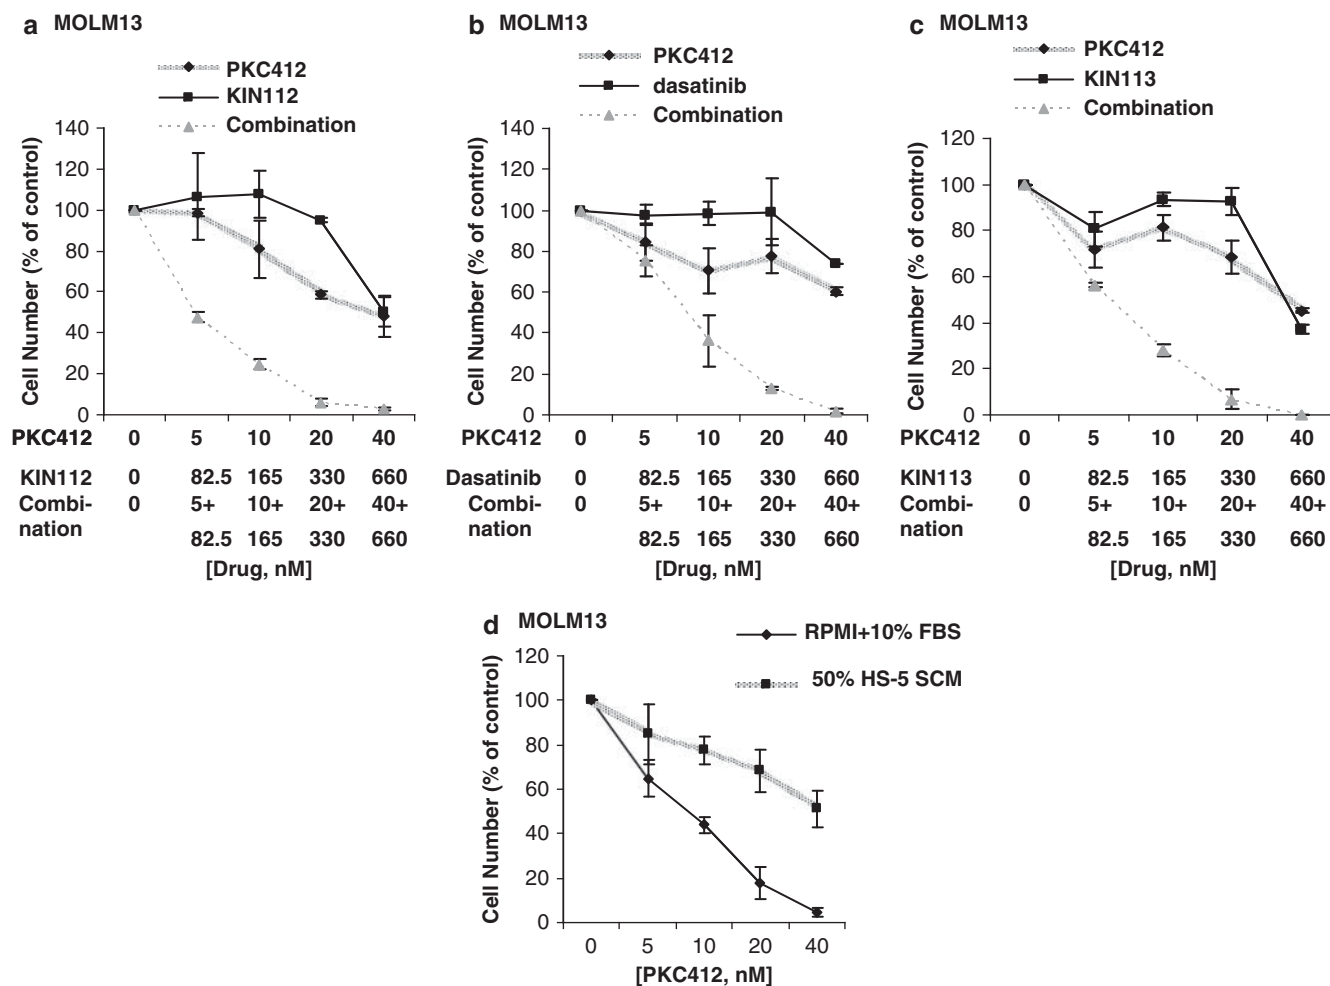 a MOLM13
PKC412
KIN112
Combination
Cell Number (% of control)
140
120
100
80
60
40
20
0
PKC412 0 5 10 20 40
KIN112 0 82.5 165 330 660
Combi- 0 5+ 10+ 20+ 40+
nation
82.5 165 330 660
[Drug, nM]
b MOLM13
PKC412
dasatinib
Combination
Cell Number (% of control)
140
120
100
80
60
40
20
0
PKC412 0 5 10 20 40
Dasatinib 0 82.5 165 330 660
Combi- 0 5+ 10+ 20+ 40+
nation
82.5 165 330 660
[Drug, nM]
c MOLM13
PKC412
KIN113
Combination
Cell Number (% of control)
120
100
80
60
40
20
0
PKC412 0 5 10 20 40
KIN113 0 82.5 165 330 660
Combi- 0 5+ 10+ 20+ 40+
nation
82.5 165 330 660
[Drug, nM]
d MOLM13
RPMI+10% FBS
50% HS-5 SCM
Cell Number (% of control)
120
100
80
60
40
20
0
0 5 10 20 40
[PKC412, nM]